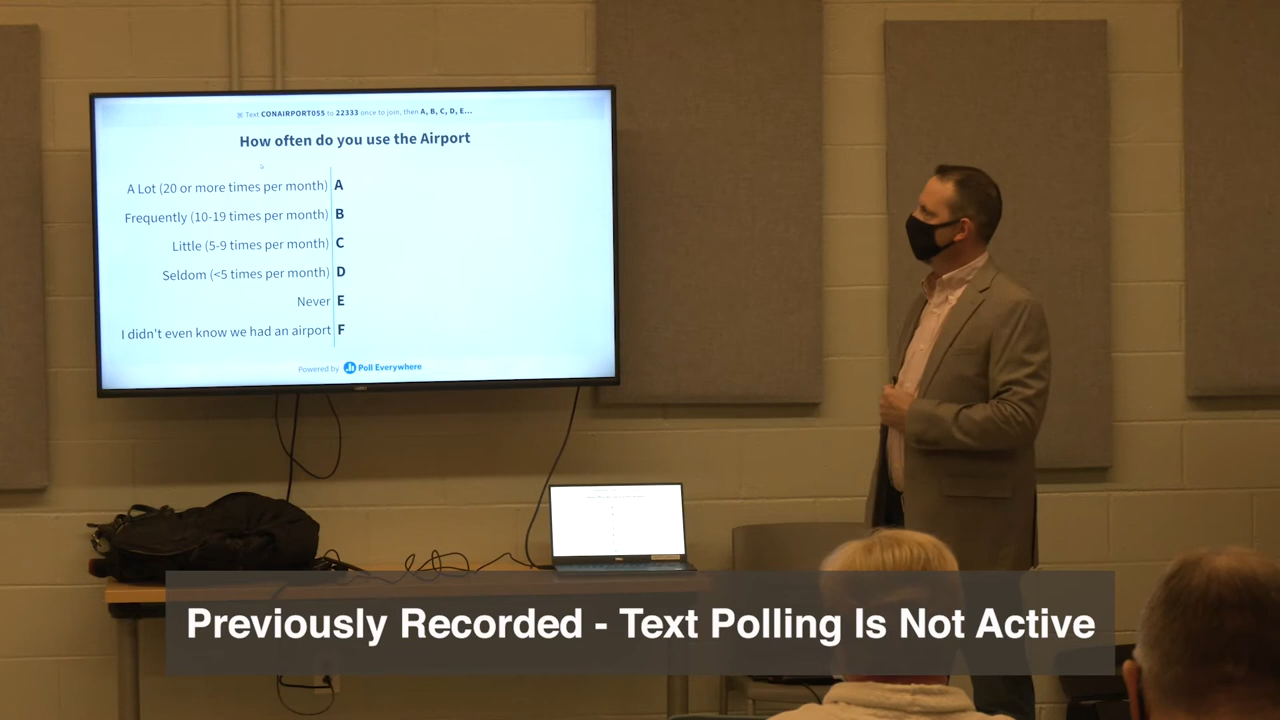 Text CONAIRPORT055 to 22333 once to join, then A, B, C, D, E...
How often do you use the Airport
A Lot (20 or more times per month) A
Frequently (10-19 times per month) B
Little (5-9 times per month) C
Seldom (<5 times per month) D
Never E
I didn't even know we had an airport F
Powered by Poll Everywhere
DELL
Previously Recorded - Text Polling Is Not Active